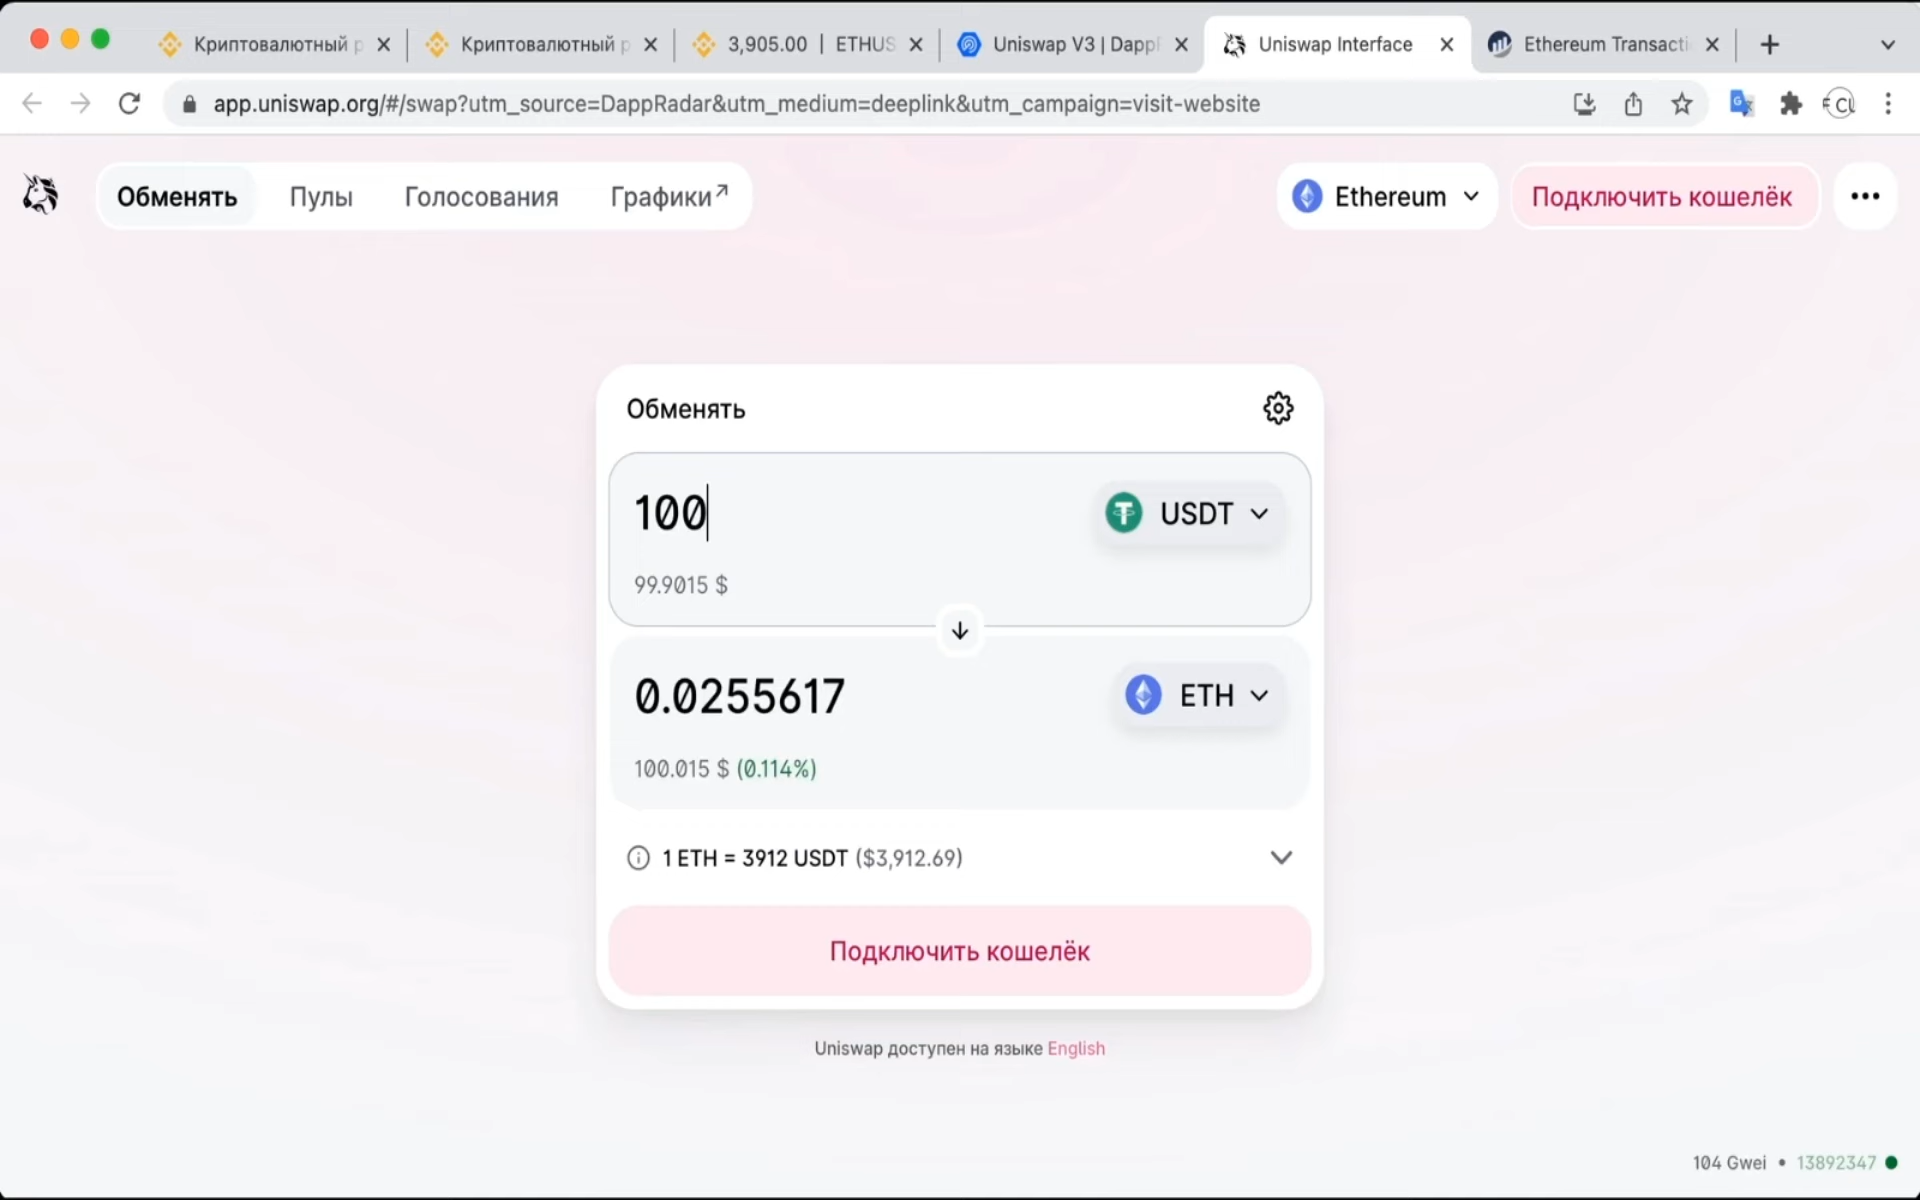 Криптовалютный р
Криптовалютный р
3,905.00 | ETHUS
Uniswap V3 | DappR
Uniswap Interface
Ethereum Transacti
app.uniswap.org/#/swap?utm_source=DappRadar&utm_medium=deeplink&utm_campaign=visit-website
Обменять
Пулы
Голосования
Графики↗
Ethereum
Подключить кошелёк
Обменять
100
USDT
99.9015 $
0.0255617
ETH
100.015 $ (0.114%)
1 ETH = 3912 USDT ($3,912.69)
Подключить кошелёк
Uniswap доступен на языке English
104 Gwei • 13892347